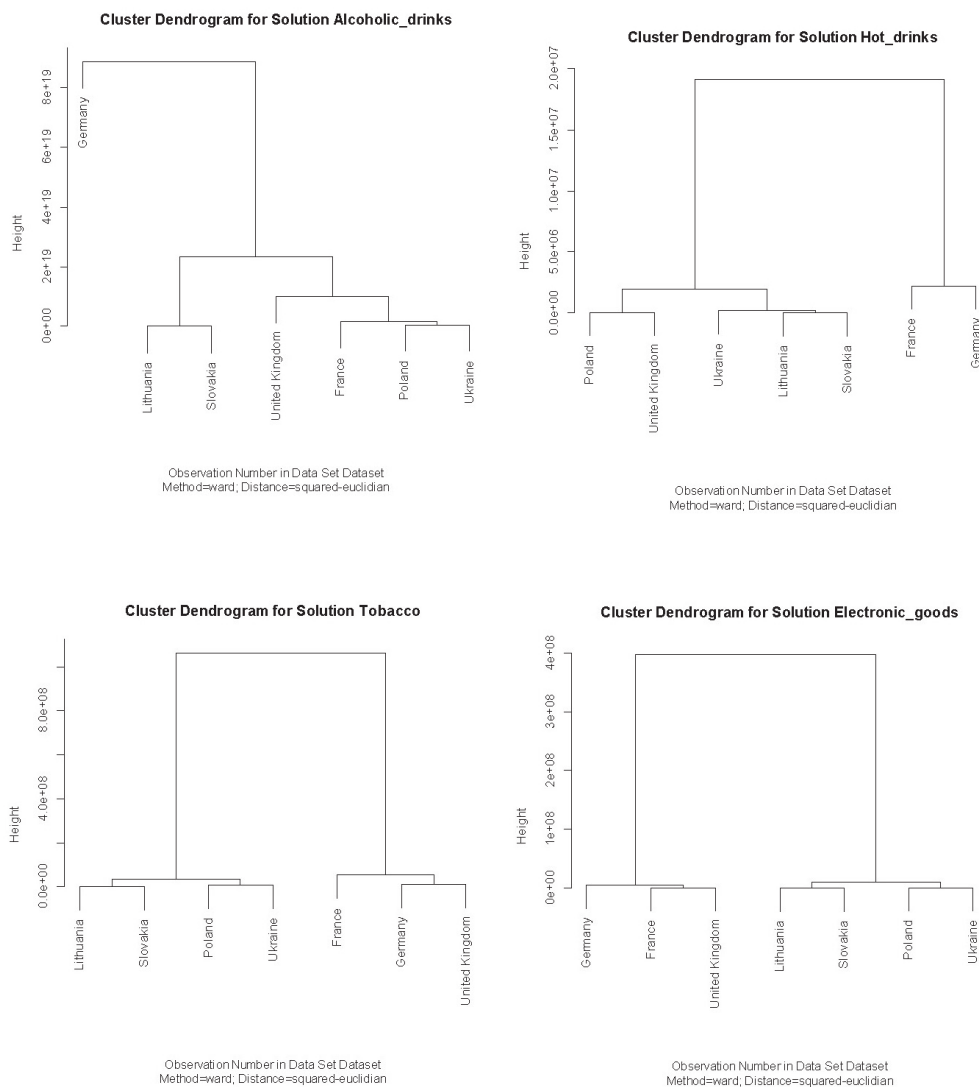 Cluster Dendrogram for Solution Alcoholic_drinks
Height
8e+19
6e+19
4e+19
2e+19
0e+00
Germany
Lithuania
Slovakia
United Kingdom
France
Poland
Ukraine
Observation Number in Data Set Dataset
Method=ward; Distance=squared-euclidian
Cluster Dendrogram for Solution Hot_drinks
Height
2.0e+07
1.5e+07
1.0e+07
5.0e+06
0.0e+00
Poland
United Kingdom
Ukraine
Lithuania
Slovakia
France
Germany
Observation Number in Data Set Dataset
Method=ward; Distance=squared-euclidian
Cluster Dendrogram for Solution Tobacco
Height
8.0e+08
4.0e+08
0.0e+00
Lithuania
Slovakia
Poland
Ukraine
France
Germany
United Kingdom
Observation Number in Data Set Dataset
Method=ward; Distance=squared-euclidian
Cluster Dendrogram for Solution Electronic_goods
Height
4e+08
3e+08
2e+08
1e+08
0e+00
Germany
France
United Kingdom
Lithuania
Slovakia
Poland
Ukraine
Observation Number in Data Set Dataset
Method=ward; Distance=squared-euclidian